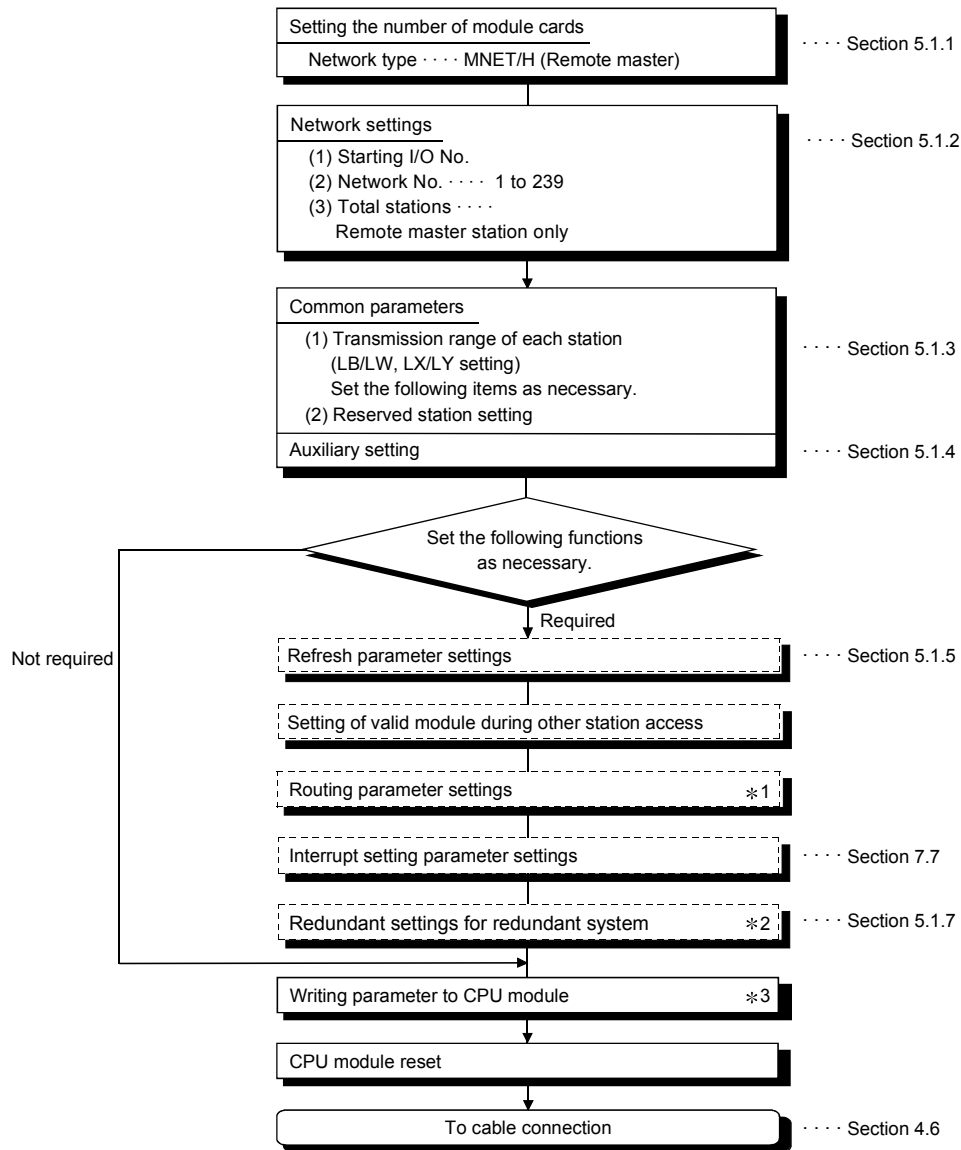 Setting the number of module cards
Network type ···· MNET/H (Remote master)
···· Section 5.1.1
Network settings
···· Section 5.1.2
(1) Starting I/O No.
(2) Network No. ···· 1 to 239
(3) Total stations ····
Remote master station only
Common parameters
(1) Transmission range of each station
(LB/LW, LX/LY setting)
···· Section 5.1.3
Set the following items as necessary.
(2) Reserved station setting
Auxiliary setting
···· Section 5.1.4
Set the following functions
as necessary.
Required
Not required
Refresh parameter settings
···· Section 5.1.5
Setting of valid module during other station access
Routing parameter settings *1
Interrupt setting parameter settings
···· Section 7.7
Redundant settings for redundant system *2
···· Section 5.1.7
Writing parameter to CPU module *3
CPU module reset
To cable connection
···· Section 4.6